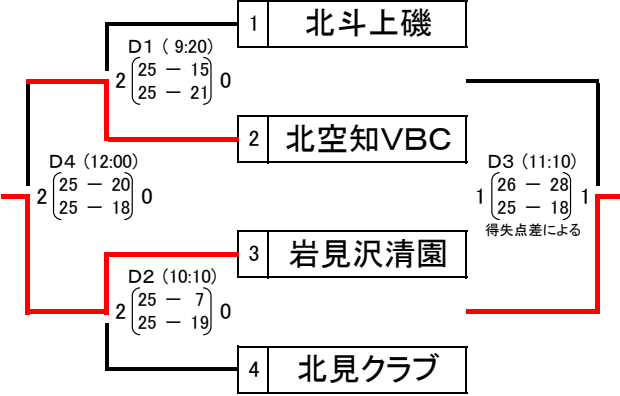 1 北斗上磯
D1 ( 9:20)
2 25 － 15 0
25 － 21
2 北空知VBC
D4 (12:00)
2 25 － 20 0
25 － 18
D3 (11:10)
1 26 － 28 1
25 － 18
得失点差による
3 岩見沢清園
D2 (10:10)
2 25 － 7 0
25 － 19
4 北見クラブ